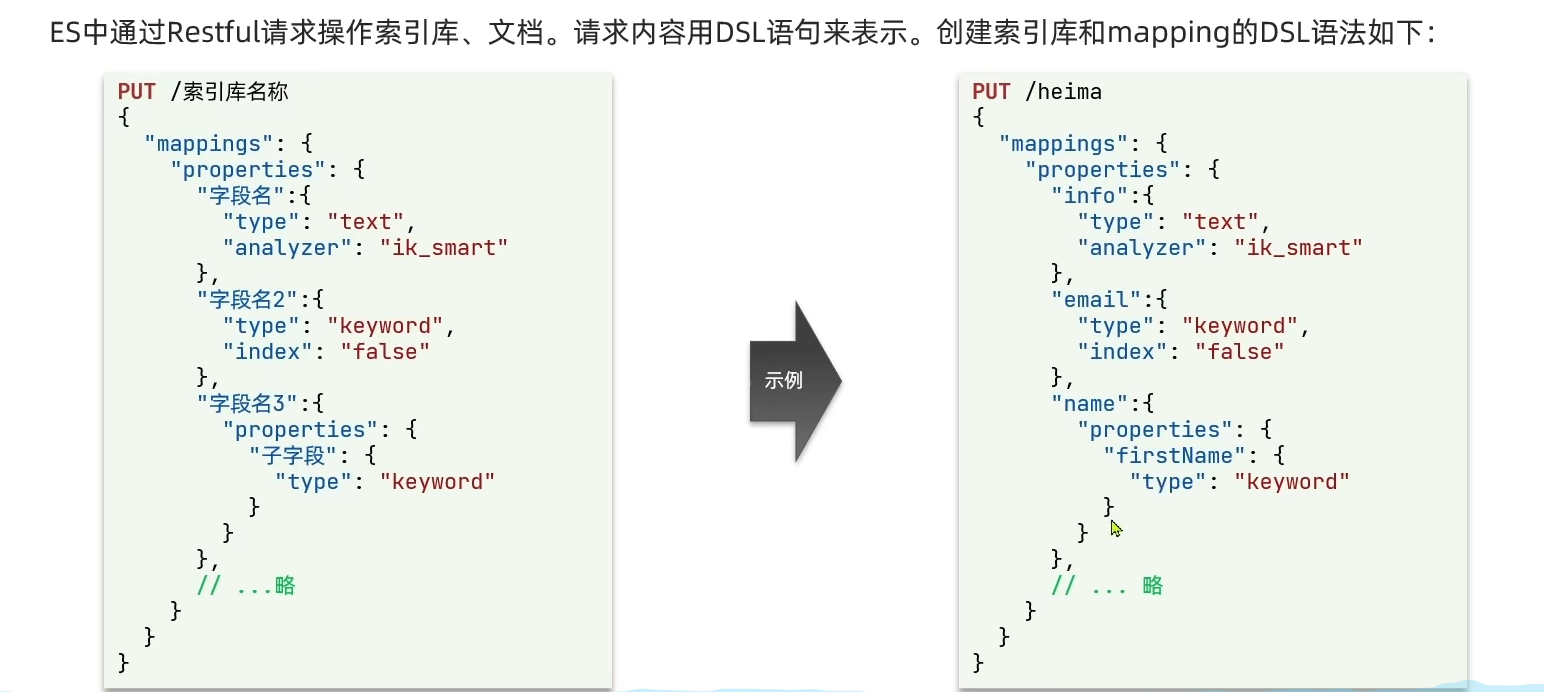 ES中通过Restful请求操作索引库、文档。请求内容用DSL语句来表示。创建索引库和mapping的DSL语法如下：
PUT /索引库名称
{
  "mappings": {
    "properties": {
      "字段名":{
        "type": "text",
        "analyzer": "ik_smart"
      },
      "字段名2":{
        "type": "keyword",
        "index": "false"
      },
      "字段名3":{
        "properties": {
          "子字段": {
            "type": "keyword"
          }
        }
      },
      // ...略
    }
  }
}
示例
PUT /heima
{
  "mappings": {
    "properties": {
      "info":{
        "type": "text",
        "analyzer": "ik_smart"
      },
      "email":{
        "type": "keyword",
        "index": "false"
      },
      "name":{
        "properties": {
          "firstName": {
            "type": "keyword"
          }
        }
      },
      // ... 略
    }
  }
}